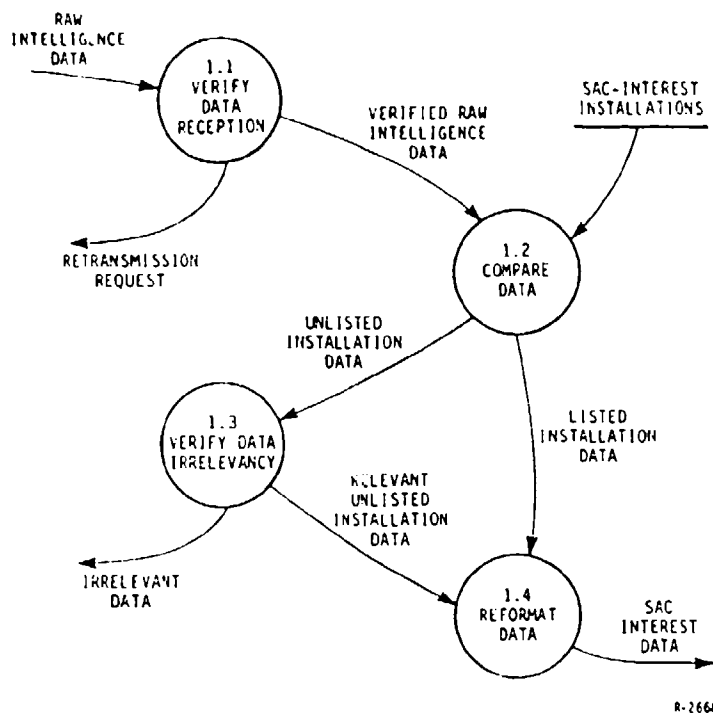 RAW
INTELLIGENCE
DATA
1.1
VERIFY
DATA
RECEPTION
VERIFIED RAW
INTELLIGENCE
DATA
SAC-INTEREST
INSTALLATIONS
RETRANSMISSION
REQUEST
1.2
COMPARE
DATA
UNLISTED
INSTALLATION
DATA
1.3
VERIFY DATA
IRRELEVANCY
LISTED
INSTALLATION
DATA
RELEVANT
UNLISTED
INSTALLATION
DATA
IRRELEVANT
DATA
1.4
REFORMAT
DATA
SAC
INTEREST
DATA